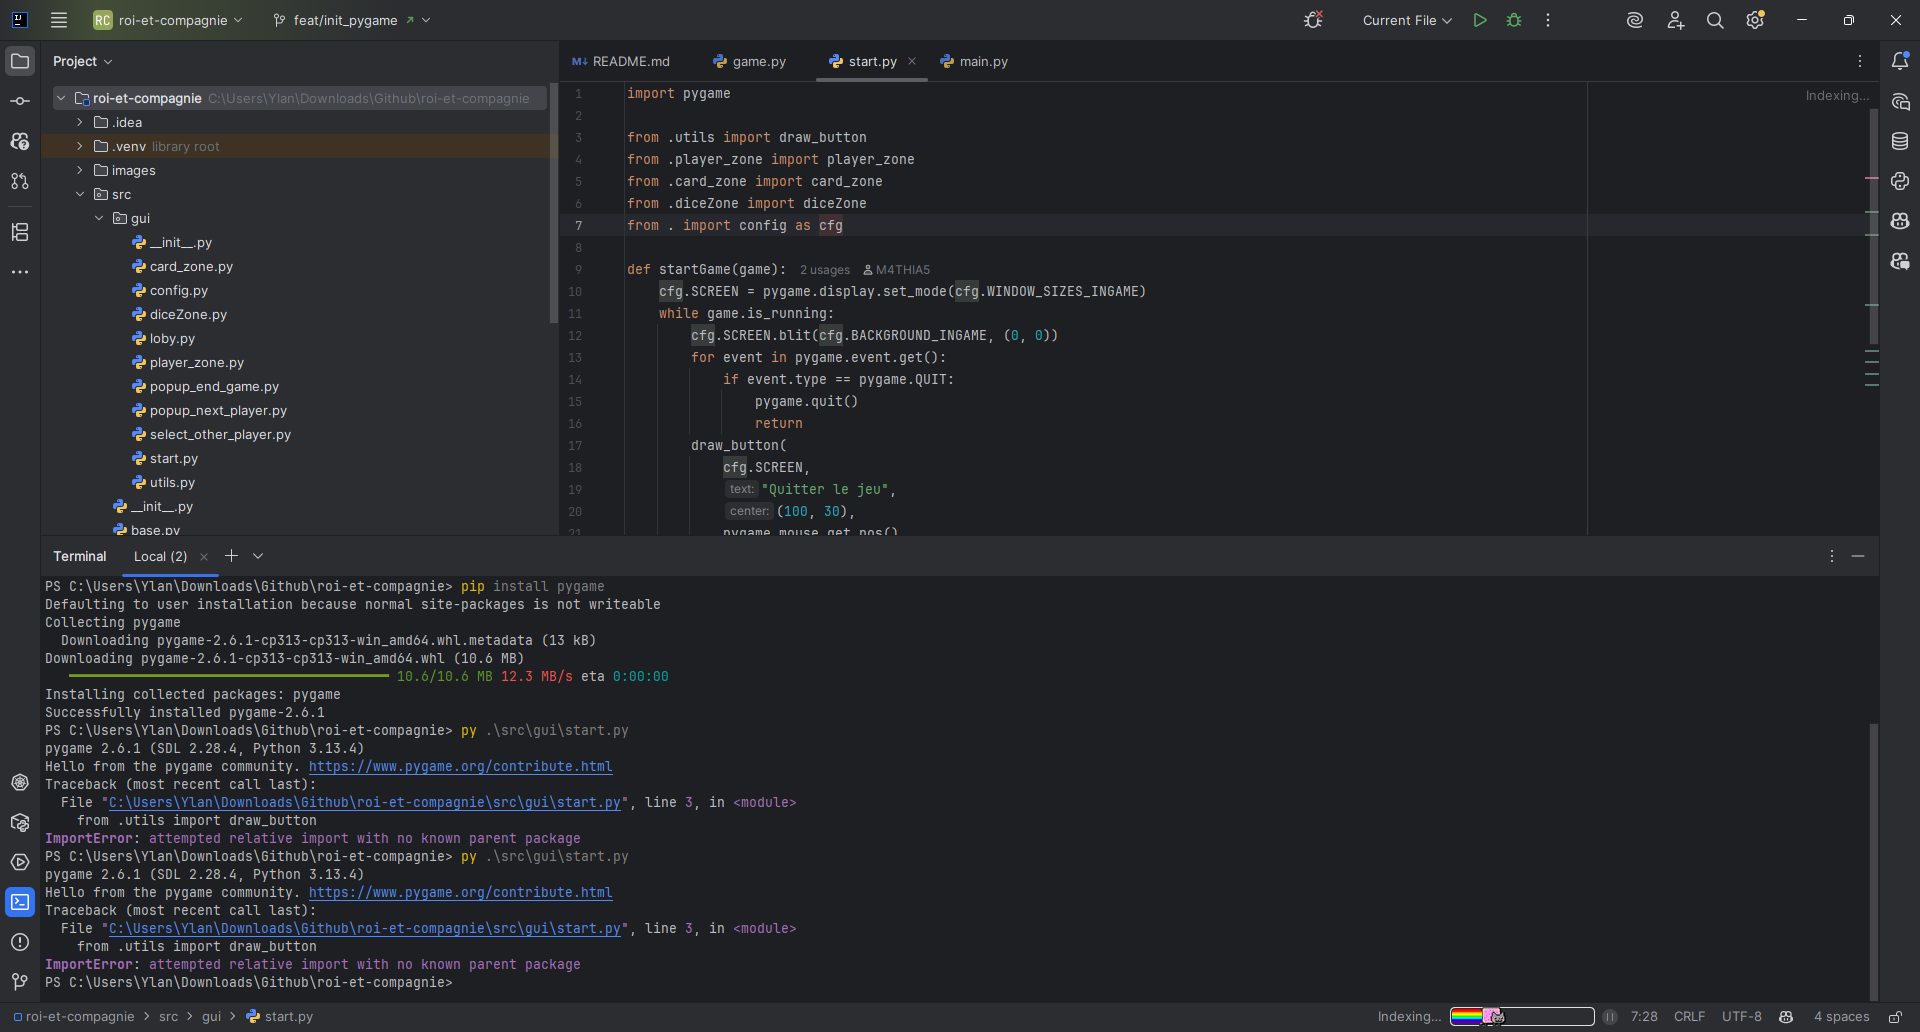 RC roi-et-compagnie feat/init_pygame Current File
Project
roi-et-compagnie C:\Users\Ylan\Downloads\Github\roi-et-compagnie
.idea
.venv library root
images
src
gui
__init__.py
card_zone.py
config.py
diceZone.py
loby.py
player_zone.py
popup_end_game.py
popup_next_player.py
select_other_player.py
start.py
utils.py
__init__.py
base.py
README.md game.py start.py main.py
Indexing...
1 import pygame
2
3 from .utils import draw_button
4 from .player_zone import player_zone
5 from .card_zone import card_zone
6 from .diceZone import diceZone
7 from . import config as cfg
8
9 def startGame(game): 2 usages M4THIA5
10 cfg.SCREEN = pygame.display.set_mode(cfg.WINDOW_SIZES_INGAME)
11 while game.is_running:
12 cfg.SCREEN.blit(cfg.BACKGROUND_INGAME, (0, 0))
13 for event in pygame.event.get():
14 if event.type == pygame.QUIT:
15 pygame.quit()
16 return
17 draw_button(
18 cfg.SCREEN,
19 text: "Quitter le jeu",
20 center: (100, 30),
21 pygame.mouse.get_pos()
Terminal Local (2)
PS C:\Users\Ylan\Downloads\Github\roi-et-compagnie> pip install pygame
Defaulting to user installation because normal site-packages is not writeable
Collecting pygame
Downloading pygame-2.6.1-cp313-cp313-win_amd64.whl.metadata (13 kB)
Downloading pygame-2.6.1-cp313-cp313-win_amd64.whl (10.6 MB)
10.6/10.6 MB 12.3 MB/s eta 0:00:00
Installing collected packages: pygame
Successfully installed pygame-2.6.1
PS C:\Users\Ylan\Downloads\Github\roi-et-compagnie> py .\src\gui\start.py
pygame 2.6.1 (SDL 2.28.4, Python 3.13.4)
Hello from the pygame community. https://www.pygame.org/contribute.html
Traceback (most recent call last):
File "C:\Users\Ylan\Downloads\Github\roi-et-compagnie\src\gui\start.py", line 3, in <module>
from .utils import draw_button
ImportError: attempted relative import with no known parent package
PS C:\Users\Ylan\Downloads\Github\roi-et-compagnie> py .\src\gui\start.py
pygame 2.6.1 (SDL 2.28.4, Python 3.13.4)
Hello from the pygame community. https://www.pygame.org/contribute.html
Traceback (most recent call last):
File "C:\Users\Ylan\Downloads\Github\roi-et-compagnie\src\gui\start.py", line 3, in <module>
from .utils import draw_button
ImportError: attempted relative import with no known parent package
PS C:\Users\Ylan\Downloads\Github\roi-et-compagnie>
roi-et-compagnie > src > gui > start.py Indexing... 7:28 CRLF UTF-8 4 spaces